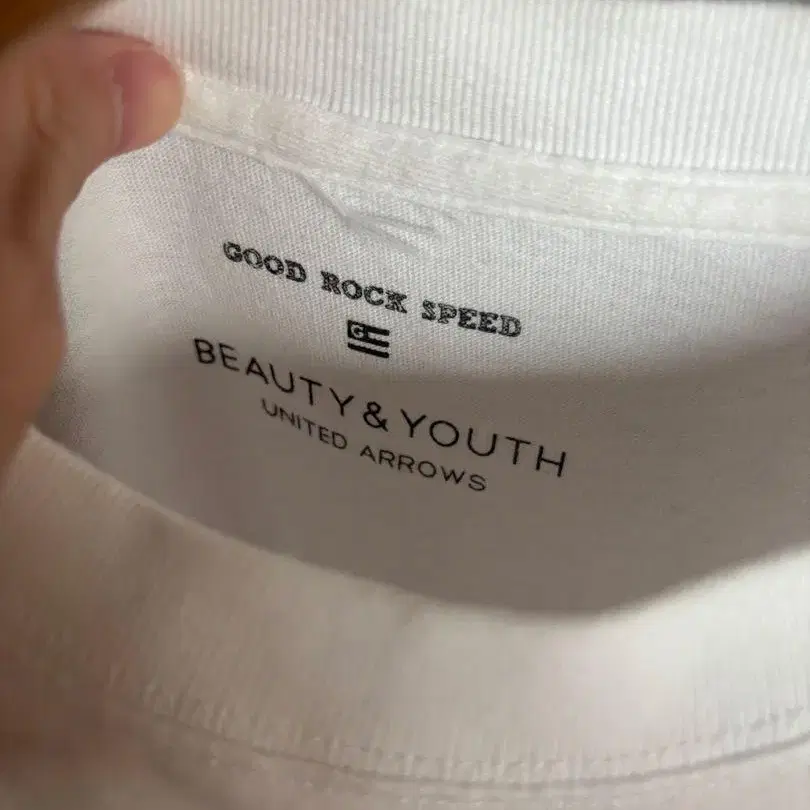 GOOD ROCK SPEED
G
BEAUTY & YOUTH
UNITED ARROWS